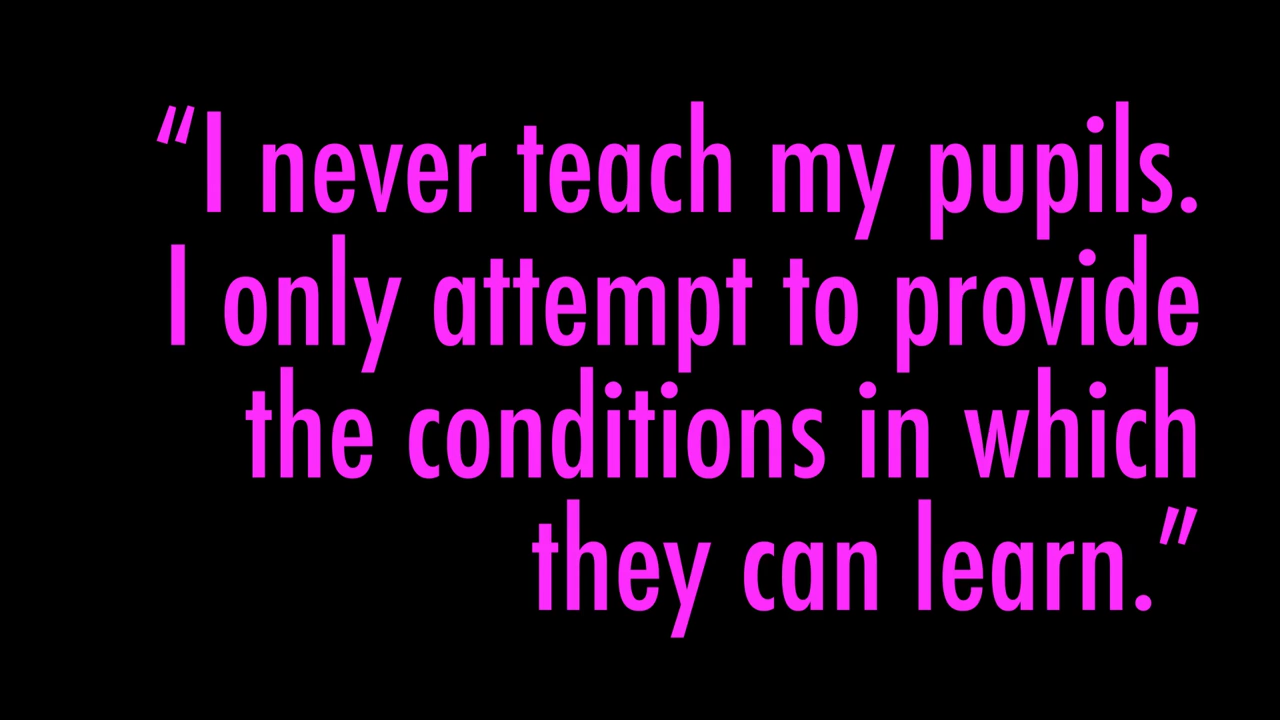 “I never teach my pupils.
I only attempt to provide
the conditions in which
they can learn.”